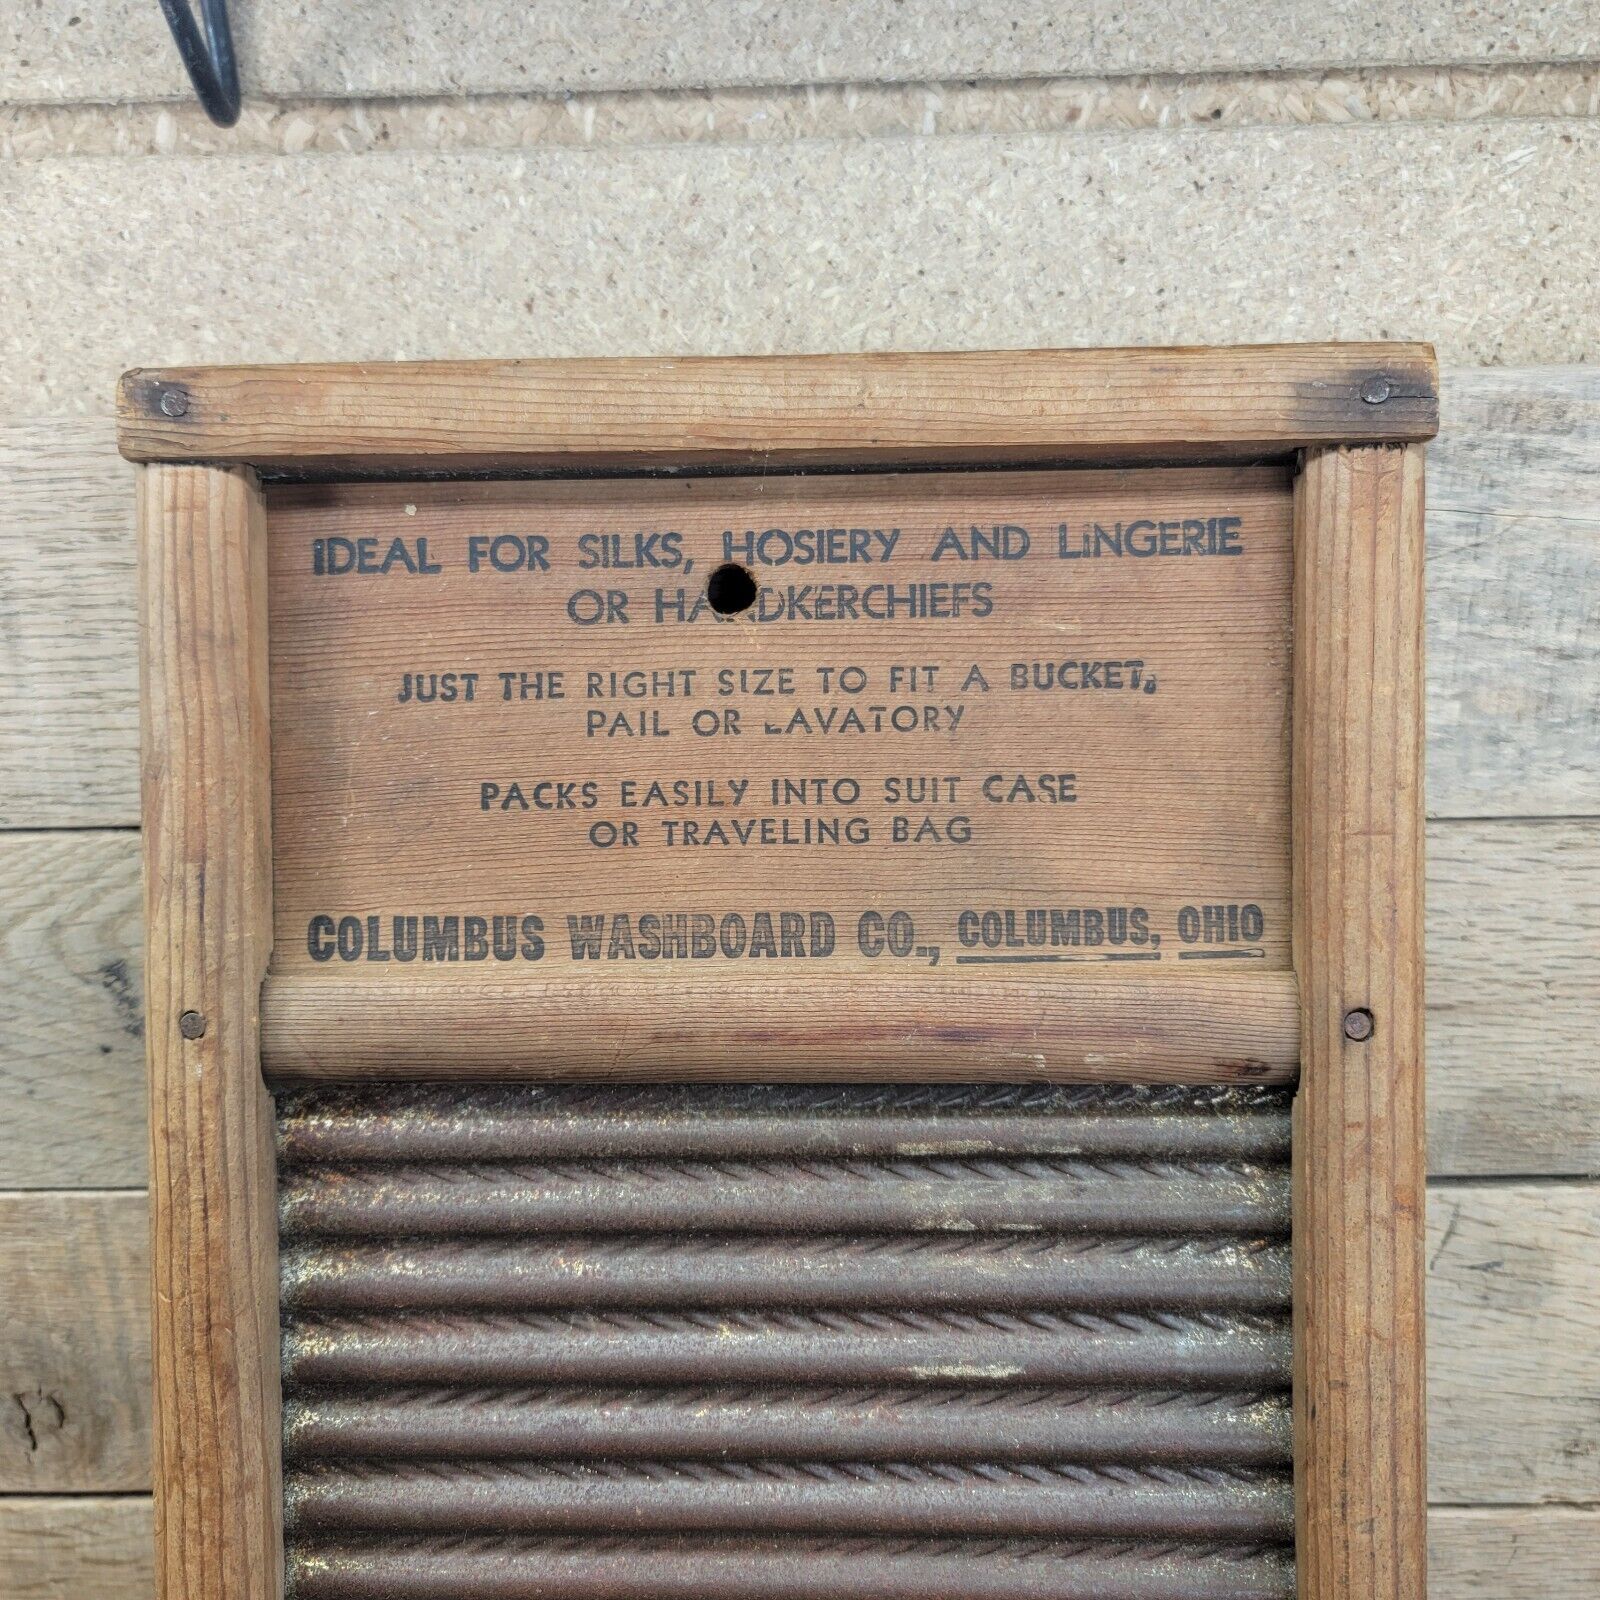 IDEAL FOR SILKS, HOSIERY AND LINGERIE
OR HANDKERCHIEFS
JUST THE RIGHT SIZE TO FIT A BUCKET,
PAIL OR LAVATORY
PACKS EASILY INTO SUIT CASE
OR TRAVELING BAG
COLUMBUS WASHBOARD CO., COLUMBUS, OHIO